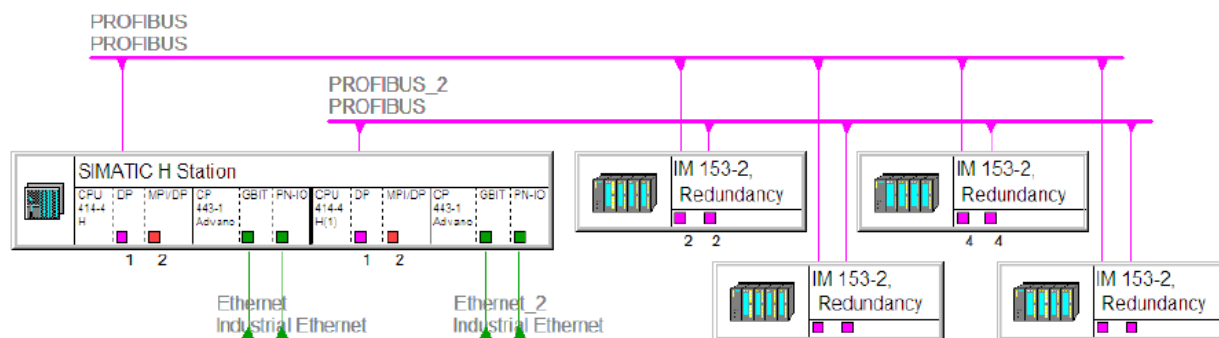 PROFIBUS
PROFIBUS
PROFIBUS_2
PROFIBUS
SIMATIC H Station
CPU 414-4 H
DP
MPI/DP
CP 443-1 Advanc
GBIT
PN-IO
CPU 414-4 H(1)
DP
MPI/DP
CP 443-1 Advanc
GBIT
PN-IO
1 2 1 2
IM 153-2,
Redundancy
2 2
IM 153-2,
Redundancy
4 4
IM 153-2,
Redundancy
IM 153-2,
Redundancy
Ethernet
Industrial Ethernet
Ethernet_2
Industrial Ethernet